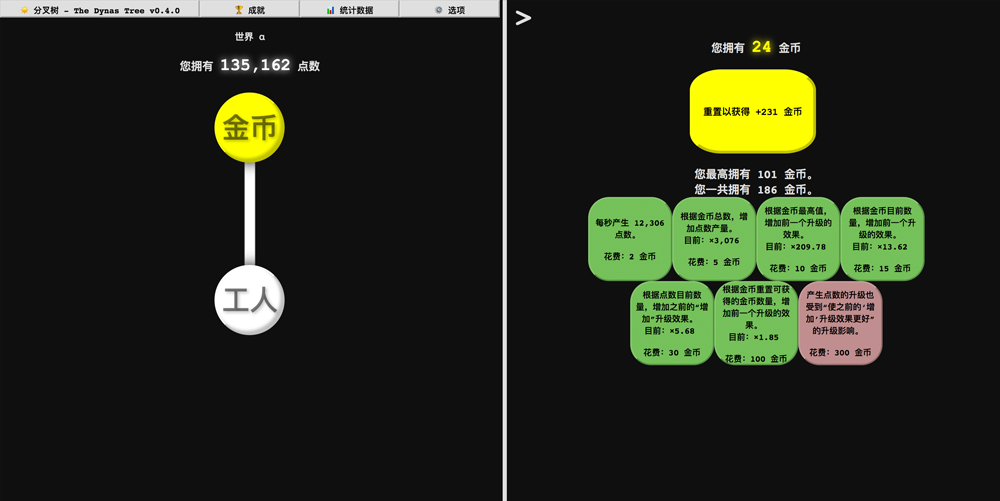 分叉树 - The Dynas Tree v0.4.0
成就
统计数据
选项
世界 α
您拥有 135,162 点数
金币
工人
>
您拥有 24 金币
重置以获得 +231 金币
您最高拥有 101 金币。
您一共拥有 186 金币。
每秒产生 12,306
点数。
花费: 2 金币
根据金币总数，增
加点数产量。
目前: ×3,076
花费: 5 金币
根据金币最高值，
增加前一个升级的
效果。
目前: ×209.78
花费: 10 金币
根据金币目前数
量，增加前一个升
级的效果。
目前: ×13.62
花费: 15 金币
根据点数目前数
量，增加之前的"增
加"升级效果。
目前: ×5.68
花费: 30 金币
根据金币重置可获
得的金币数量，增
加前一个升级的效
果。
目前: ×1.85
花费: 100 金币
产生点数的升级也
受到"使之前的'增
加'升级效果更好"
的升级影响。
花费: 300 金币